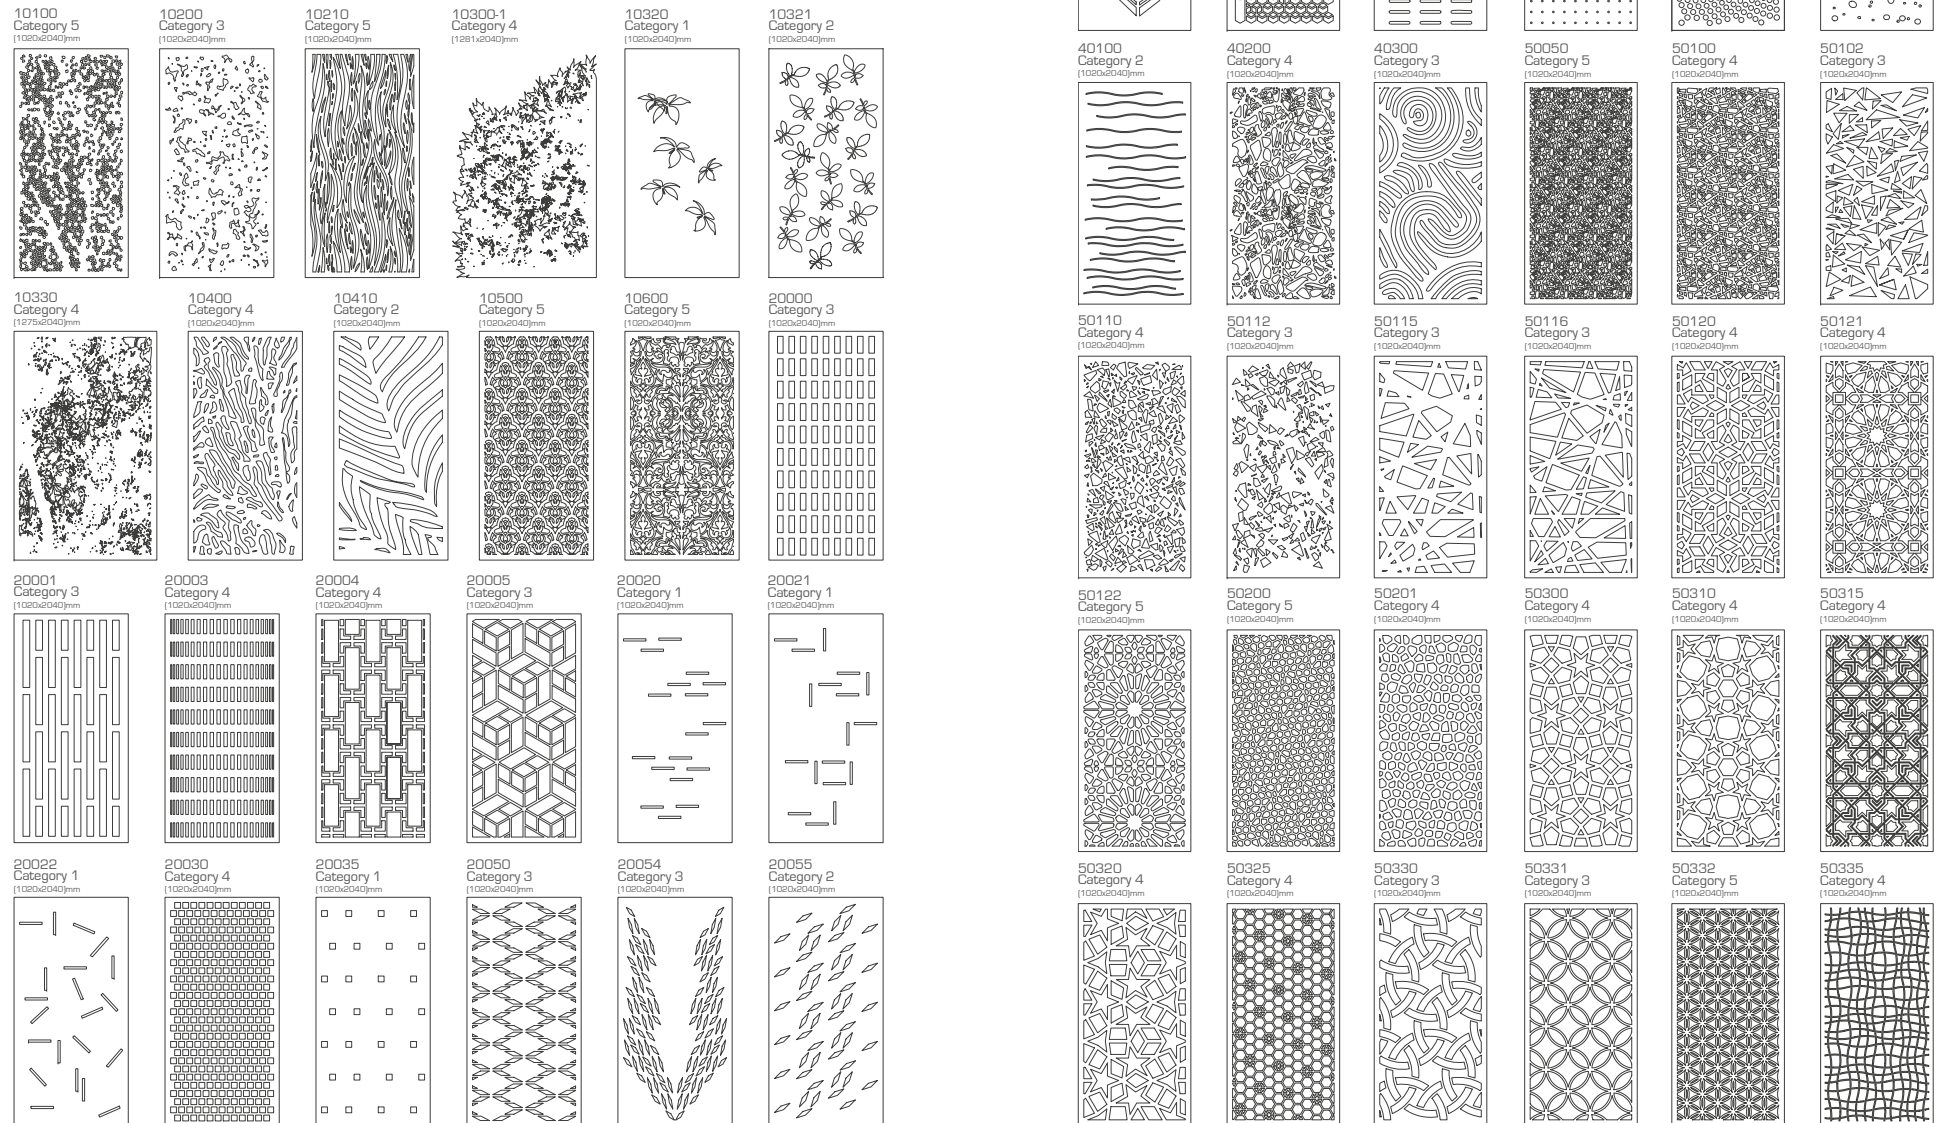 10100
Category 5
[1020x2040]mm
10200
Category 3
[1020x2040]mm
10210
Category 5
[1020x2040]mm
10300-1
Category 4
[1281x2040]mm
10320
Category 1
[1020x2040]mm
10321
Category 2
[1020x2040]mm
10330
Category 4
[1275x2040]mm
10400
Category 4
[1020x2040]mm
10410
Category 2
[1020x2040]mm
10500
Category 5
[1020x2040]mm
10600
Category 5
[1020x2040]mm
20000
Category 3
[1020x2040]mm
20001
Category 3
[1020x2040]mm
20003
Category 4
[1020x2040]mm
20004
Category 4
[1020x2040]mm
20005
Category 3
[1020x2040]mm
20020
Category 1
[1020x2040]mm
20021
Category 1
[1020x2040]mm
20022
Category 1
[1020x2040]mm
20030
Category 4
[1020x2040]mm
20035
Category 1
[1020x2040]mm
20050
Category 3
[1020x2040]mm
20054
Category 3
[1020x2040]mm
20055
Category 2
[1020x2040]mm
40100
Category 2
[1020x2040]mm
40200
Category 4
[1020x2040]mm
40300
Category 3
[1020x2040]mm
50050
Category 5
[1020x2040]mm
50100
Category 4
[1020x2040]mm
50102
Category 3
[1020x2040]mm
50110
Category 4
[1020x2040]mm
50112
Category 3
[1020x2040]mm
50115
Category 3
[1020x2040]mm
50116
Category 3
[1020x2040]mm
50120
Category 4
[1020x2040]mm
50121
Category 4
[1020x2040]mm
50122
Category 5
[1020x2040]mm
50200
Category 5
[1020x2040]mm
50201
Category 4
[1020x2040]mm
50300
Category 4
[1020x2040]mm
50310
Category 4
[1020x2040]mm
50315
Category 4
[1020x2040]mm
50320
Category 4
[1020x2040]mm
50325
Category 4
[1020x2040]mm
50330
Category 3
[1020x2040]mm
50331
Category 3
[1020x2040]mm
50332
Category 5
[1020x2040]mm
50335
Category 4
[1020x2040]mm